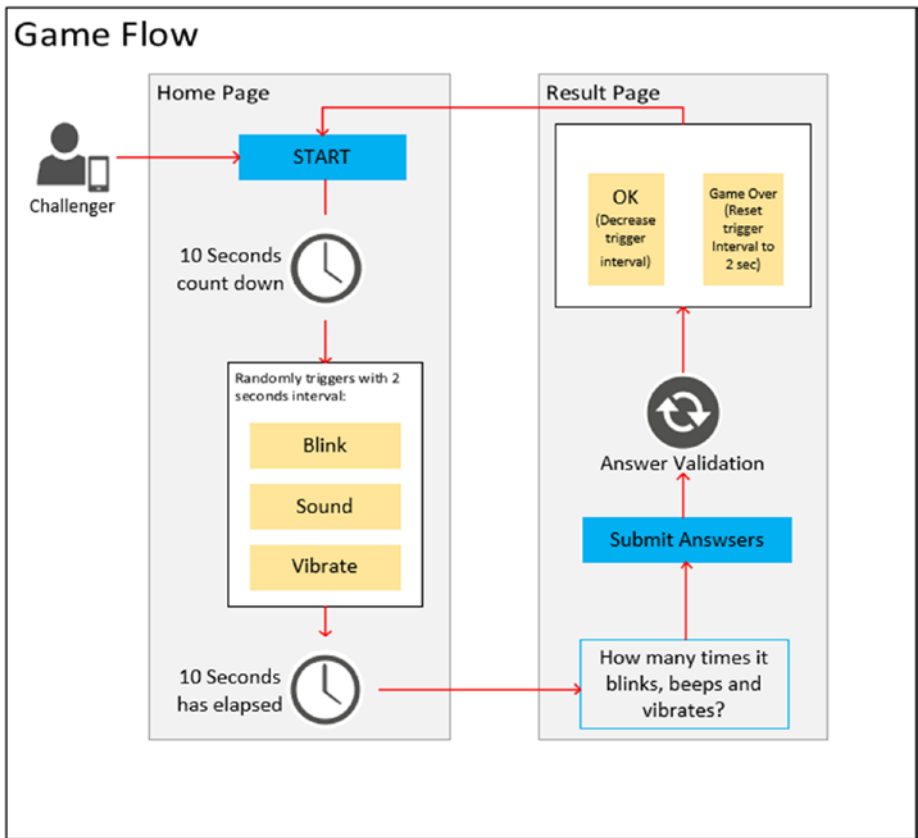 Game Flow
Home Page
START
Challenger
10 Seconds
count down
Randomly triggers with 2
seconds interval:
Blink
Sound
Vibrate
10 Seconds
has elapsed
Result Page
OK
(Decrease
trigger
interval)
Game Over
(Reset
trigger
Interval to
2 sec)
Answer Validation
Submit Answsers
How many times it
blinks, beeps and
vibrates?